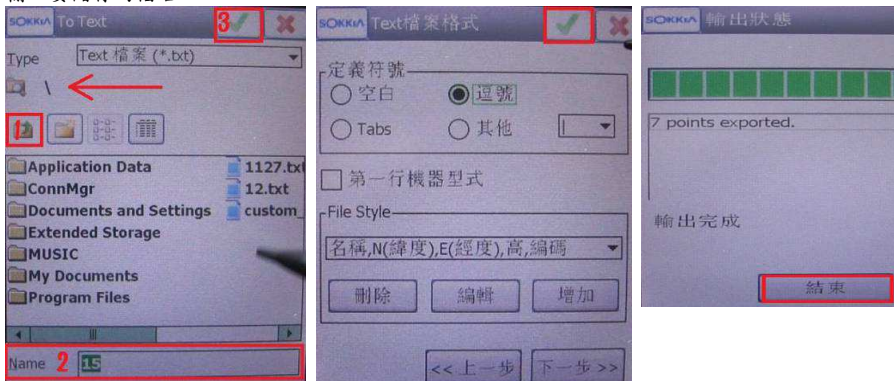 SOKKIA To Text
3
Type Text 檔案 (*.txt)
\
1
Application Data
ConnMgr
Documents and Settings
Extended Storage
MUSIC
My Documents
Program Files
1127.txt
12.txt
custom_
Name 2 15
SOKKIA Text檔案格式
定義符號
空白 逗號
Tabs 其他 |
第一行機器型式
File Style
名稱,N(緯度),E(經度),高,編碼
刪除 編輯 增加
<<上一步 下一步>>
SOKKIA 輸出狀態
7 points exported.
輸出完成
結束